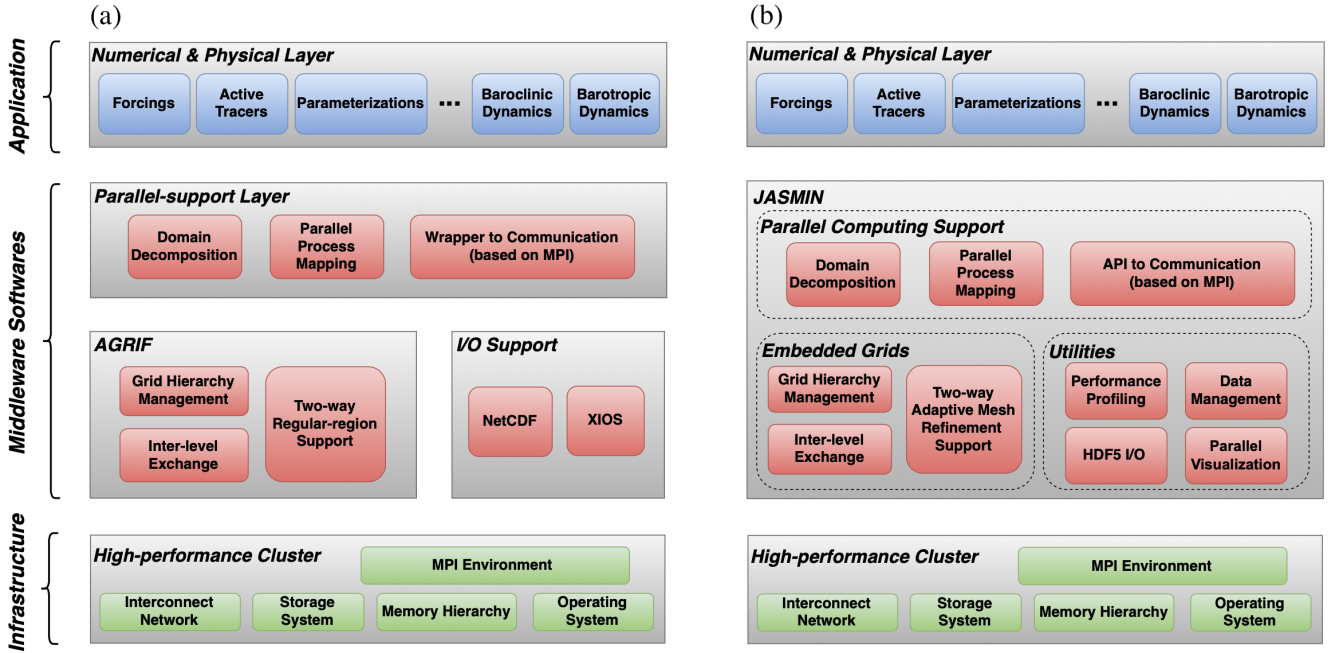 (a)
Application
Numerical & Physical Layer
Forcings
Active
Tracers
Parameterizations
...
Baroclinic
Dynamics
Barotropic
Dynamics
Middleware Softwares
Parallel-support Layer
Domain
Decomposition
Parallel
Process
Mapping
Wrapper to Communication
(based on MPI)
AGRIF
Grid Hierarchy
Management
Inter-level
Exchange
Two-way
Regular-region
Support
I/O Support
NetCDF
XIOS
Infrastructure
High-performance Cluster
MPI Environment
Interconnect
Network
Storage
System
Memory Hierarchy
Operating
System
(b)
Numerical & Physical Layer
Forcings
Active
Tracers
Parameterizations
...
Baroclinic
Dynamics
Barotropic
Dynamics
JASMIN
Parallel Computing Support
Domain
Decomposition
Parallel
Process
Mapping
API to Communication
(based on MPI)
Embedded Grids
Grid Hierarchy
Management
Inter-level
Exchange
Two-way
Adaptive Mesh
Refinement
Support
Utilities
Performance
Profiling
Data
Management
HDF5 I/O
Parallel
Visualization
High-performance Cluster
MPI Environment
Interconnect
Network
Storage
System
Memory Hierarchy
Operating
System